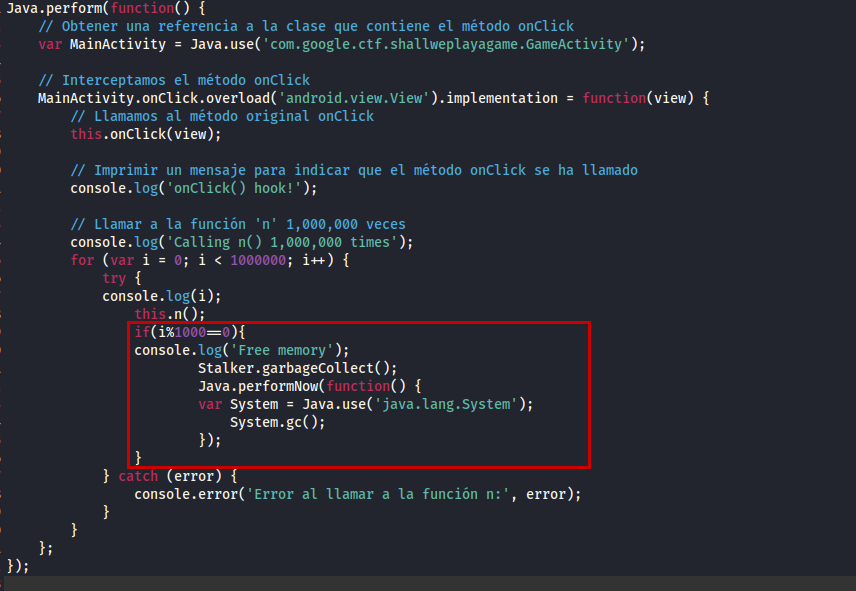 Java.perform(function() {
// Obtener una referencia a la clase que contiene el método onClick
var MainActivity = Java.use('com.google.ctf.shallweplayagame.GameActivity');
// Interceptamos el método onClick
MainActivity.onClick.overload('android.view.View').implementation = function(view) {
// Llamamos al método original onClick
this.onClick(view);
// Imprimir un mensaje para indicar que el método onClick se ha llamado
console.log('onClick() hook!');
// Llamar a la función 'n' 1,000,000 veces
console.log('Calling n() 1,000,000 times');
for (var i = 0; i < 1000000; i++) {
try {
console.log(i);
this.n();
if(i%1000==0){
console.log('Free memory');
Stalker.garbageCollect();
Java.performNow(function() {
var System = Java.use('java.lang.System');
System.gc();
});
}
} catch (error) {
console.error('Error al llamar a la función n:', error);
}
}
};
});